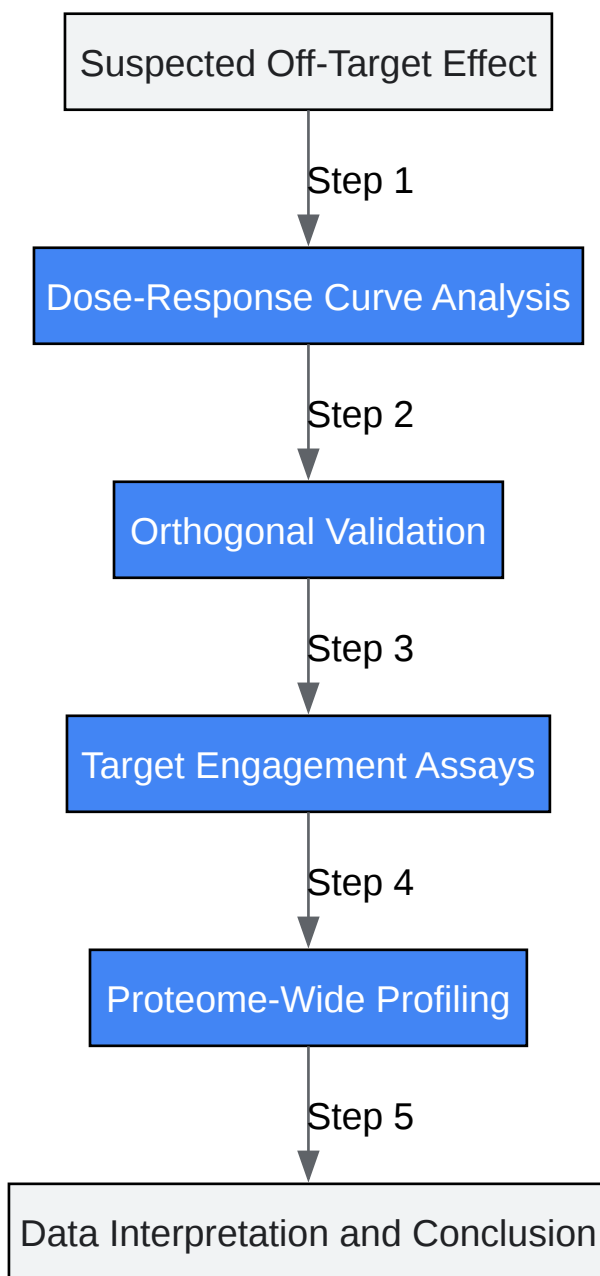 Suspected Off-Target Effect
Step 1
Dose-Response Curve Analysis
Step 2
Orthogonal Validation
Step 3
Target Engagement Assays
Step 4
Proteome-Wide Profiling
Step 5
Data Interpretation and Conclusion